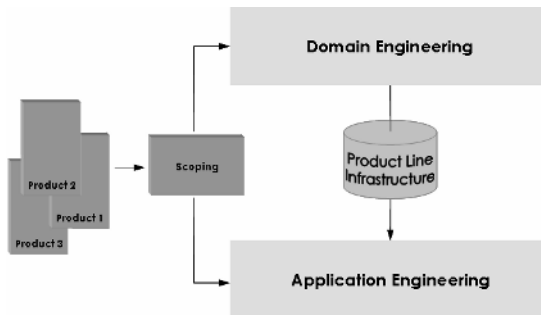 Domain Engineering
Product 2
Product 1
Product 3
Scoping
Product Line
Infrastructure
Application Engineering